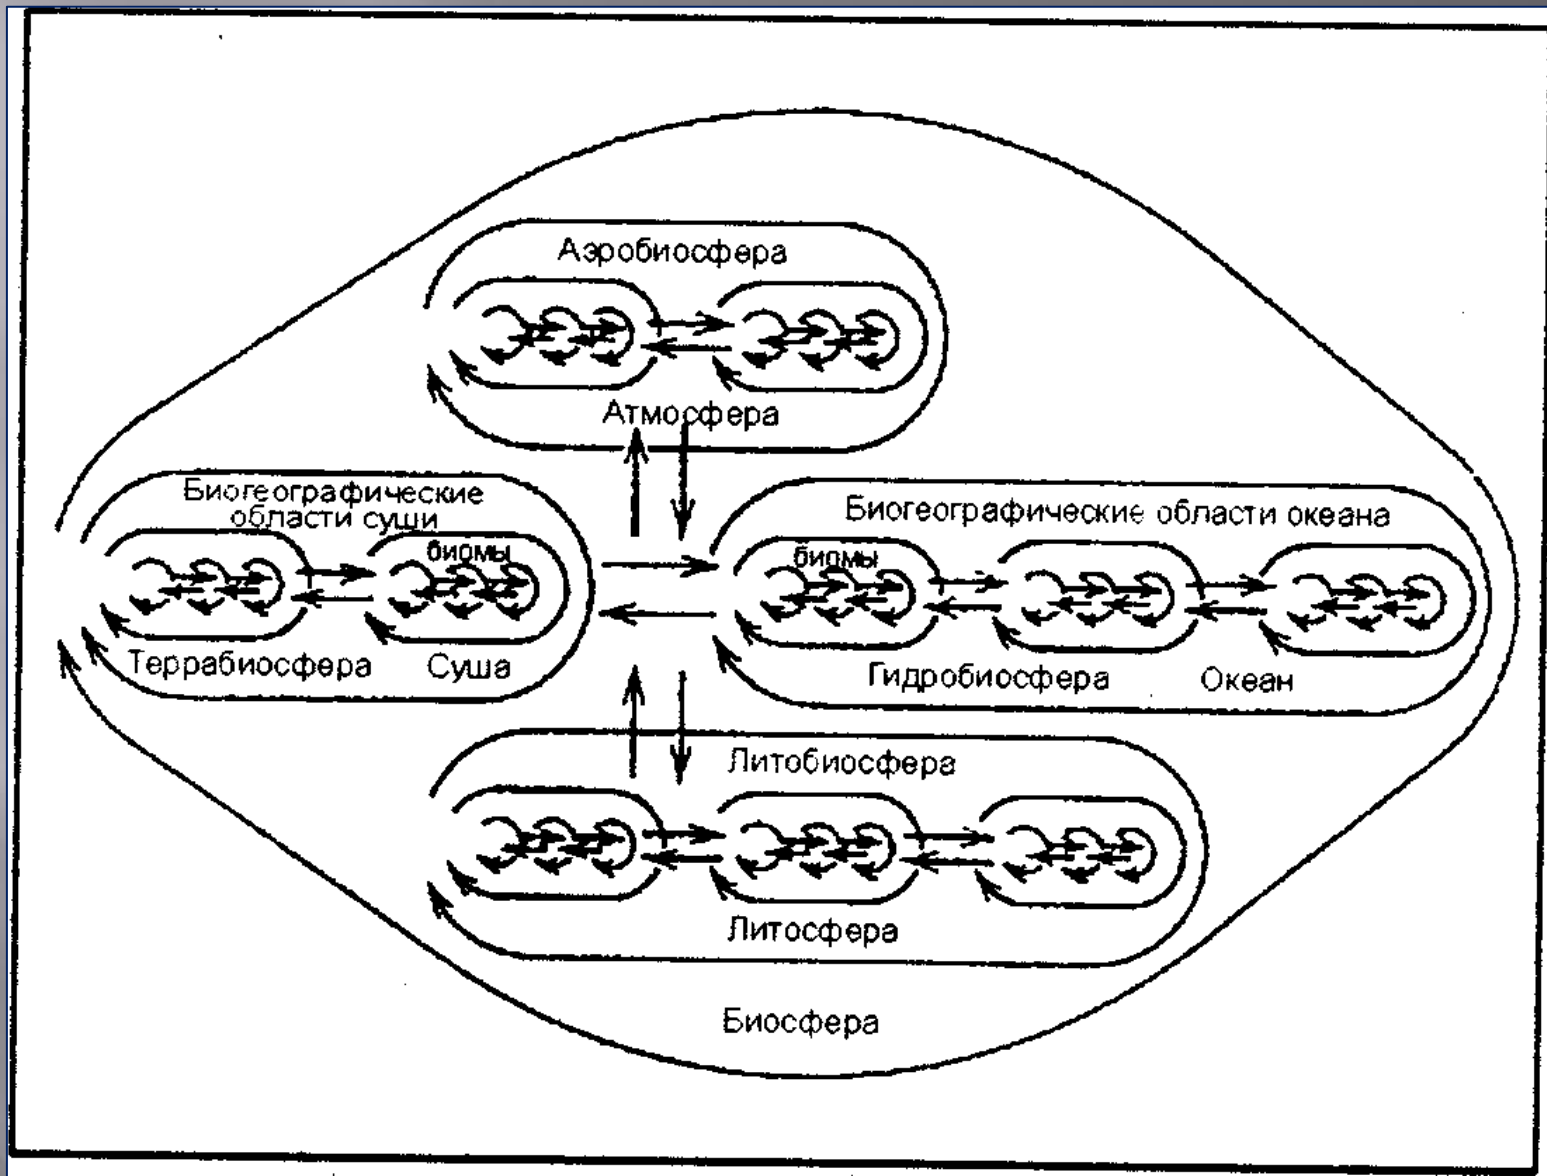 Аэробиосфера
Атмосфера
Биогеографические
области суши
биомы
Террабиосфера
Суша
Биогеографические области океана
биомы
Гидробиосфера
Океан
Литобиосфера
Литосфера
Биосфера